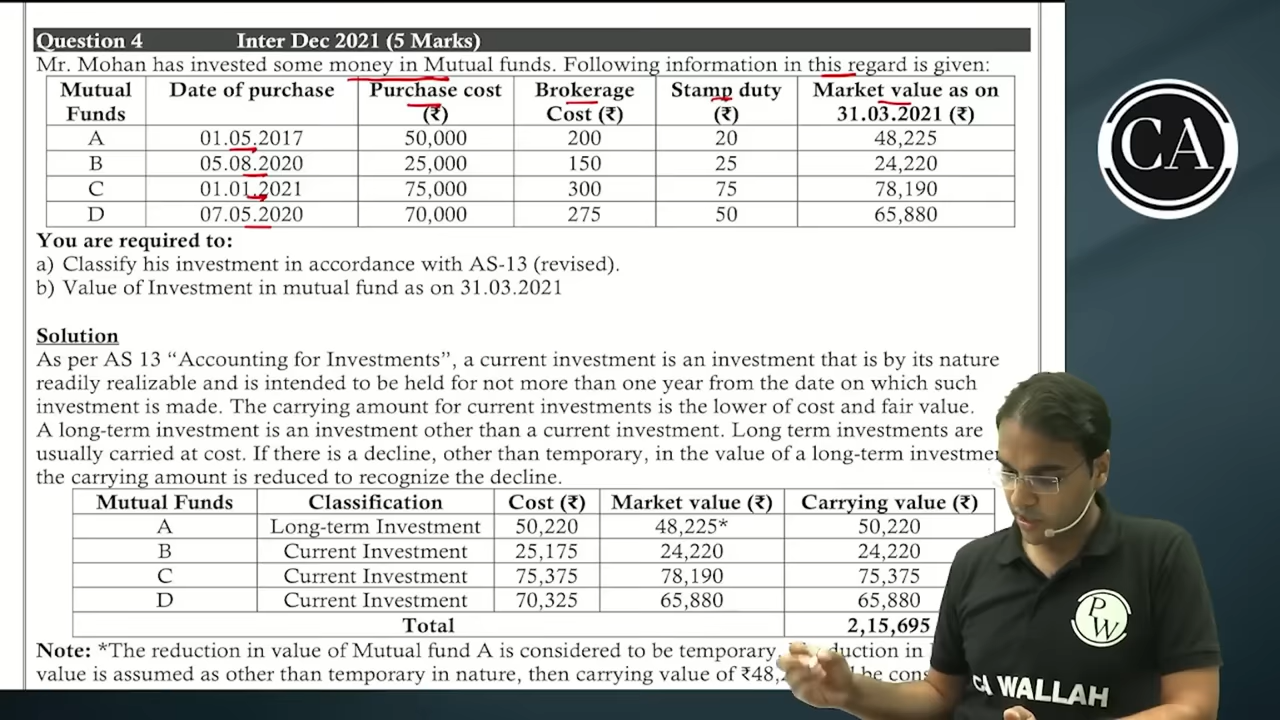 Question 4 Inter Dec 2021 (5 Marks)
Mr. Mohan has invested some money in Mutual funds. Following information in this regard is given:
Mutual Funds Date of purchase Purchase cost (₹) Brokerage Cost (₹) Stamp duty (₹) Market value as on 31.03.2021 (₹)
A 01.05.2017 50,000 200 20 48,225
B 05.08.2020 25,000 150 25 24,220
C 01.01.2021 75,000 300 75 78,190
D 07.05.2020 70,000 275 50 65,880
You are required to:
a) Classify his investment in accordance with AS-13 (revised).
b) Value of Investment in mutual fund as on 31.03.2021
Solution
As per AS 13 “Accounting for Investments”, a current investment is an investment that is by its nature
readily realizable and is intended to be held for not more than one year from the date on which such
investment is made. The carrying amount for current investments is the lower of cost and fair value.
A long-term investment is an investment other than a current investment. Long term investments are
usually carried at cost. If there is a decline, other than temporary, in the value of a long-term
the carrying amount is reduced to recognize the decline.
Mutual Funds Classification Cost (₹) Market value (₹) Carrying value (₹)
A Long-term Investment 50,220 48,225* 50,220
B Current Investment 25,175 24,220 24,220
C Current Investment 75,375 78,190 75,375
D Current Investment 70,325 65,880 65,880
Total 2,15,695
Note: *The reduction in value of Mutual fund A is considered to be temporary. in
value is assumed as other than temporary in nature, then carrying value of
CA
PW
CA WALLAH